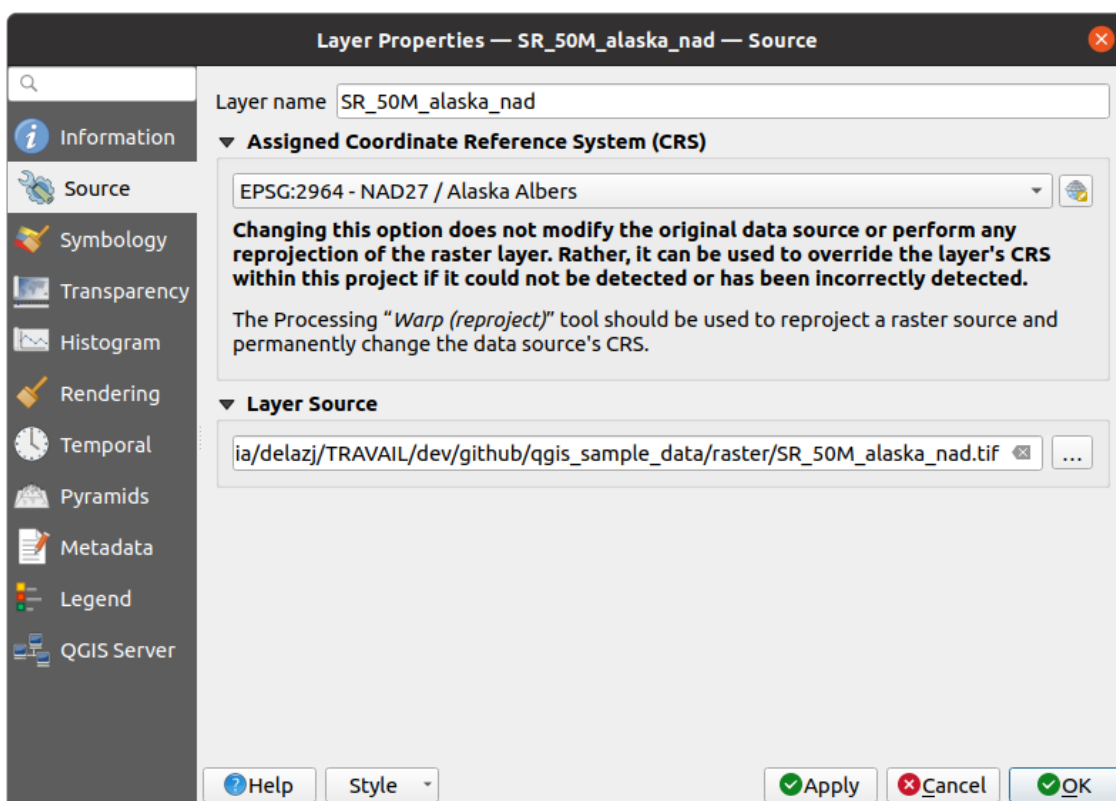 Layer Properties — SR_50M_alaska_nad — Source
Information
Source
Symbology
Transparency
Histogram
Rendering
Temporal
Pyramids
Metadata
Legend
QGIS Server
Layer name SR_50M_alaska_nad
Assigned Coordinate Reference System (CRS)
EPSG:2964 - NAD27 / Alaska Albers
Changing this option does not modify the original data source or perform any
reprojection of the raster layer. Rather, it can be used to override the layer's CRS
within this project if it could not be detected or has been incorrectly detected.
The Processing “Warp (reproject)” tool should be used to reproject a raster source and
permanently change the data source's CRS.
Layer Source
ia/delazj/TRAVAIL/dev/github/qgis_sample_data/raster/SR_50M_alaska_nad.tif
...
Help
Style
Apply
Cancel
OK